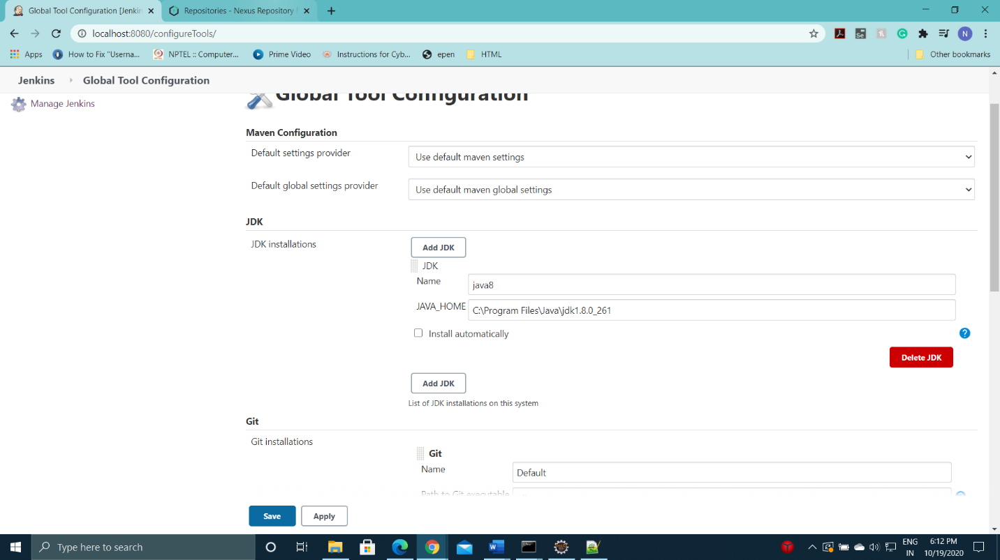 Global Tool Configuration [Jenkin
Repositories - Nexus Repository
localhost:8080/configureTools/
N
Apps
How to Fix "Userna...
NPTEL :: Computer...
Prime Video
Instructions for Cyb...
epen
HTML
Other bookmarks
Jenkins
Global Tool Configuration
Manage Jenkins
Global Tool Configuration
Maven Configuration
Default settings provider
Use default maven settings
Default global settings provider
Use default maven global settings
JDK
JDK installations
Add JDK
JDK
Name
java8
JAVA_HOME
C:\Program Files\Java\jdk1.8.0_261
Install automatically
?
Delete JDK
Add JDK
List of JDK installations on this system
Git
Git installations
Git
Name
Default
Path to Git executable
Save
Apply
Type here to search
ENG
IN
6:12 PM
10/19/2020